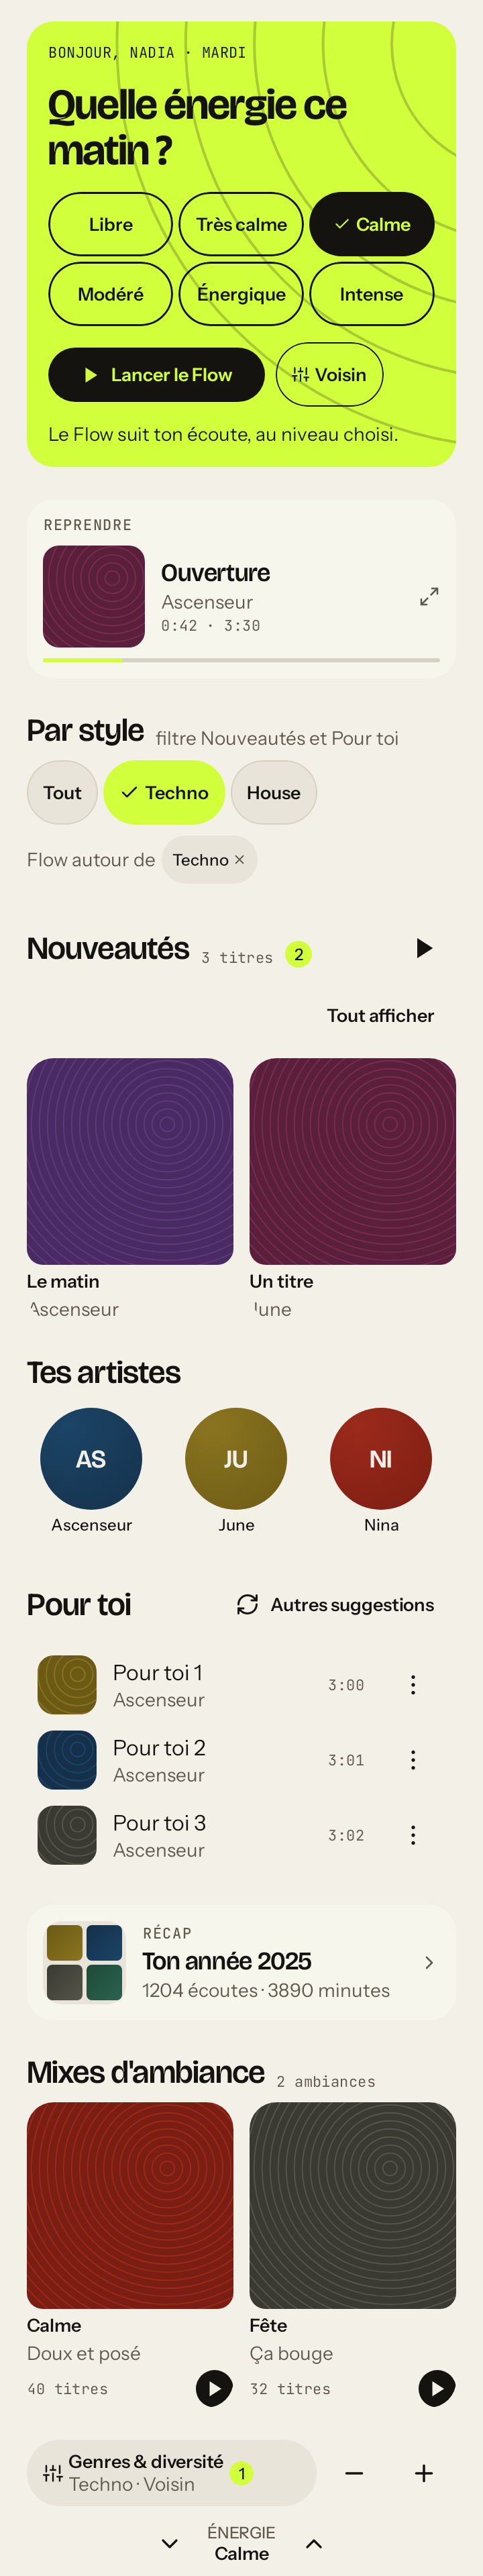 BONJOUR, NADIA · MARDI
Quelle énergie ce
matin ?
Libre
Très calme
Calme
Modéré
Énergique
Intense
Lancer le Flow
Voisin
Le Flow suit ton écoute, au niveau choisi.
REPRENDRE
Ouverture
Ascenseur
0:42 · 3:30
Par style filtre Nouveautés et Pour toi
Tout
Techno
House
Flow autour de Techno ×
Nouveautés 3 titres 2
Tout afficher
Le matin
Ascenseur
Un titre
June
Tes artistes
AS
JU
NI
Ascenseur
June
Nina
Pour toi
Autres suggestions
Pour toi 1
Ascenseur
3:00
Pour toi 2
Ascenseur
3:01
Pour toi 3
Ascenseur
3:02
RÉCAP
Ton année 2025
1204 écoutes · 3890 minutes
Mixes d'ambiance 2 ambiances
Calme
Doux et posé
40 titres
Fête
Ça bouge
32 titres
Genres & diversité
Techno · Voisin
1
ÉNERGIE
Calme